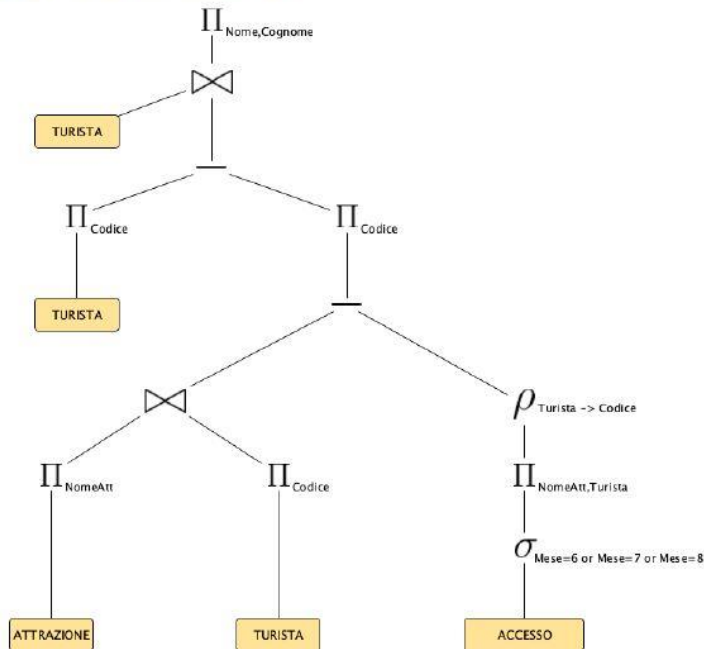 Π Nome,Cognome
⋈
TURISTA
—
Π Codice
Π Codice
TURISTA
—
⋈
ρ Turista -> Codice
Π NomeAtt
Π Codice
Π NomeAtt,Turista
σ Mese=6 or Mese=7 or Mese=8
ATTRAZIONE
TURISTA
ACCESSO